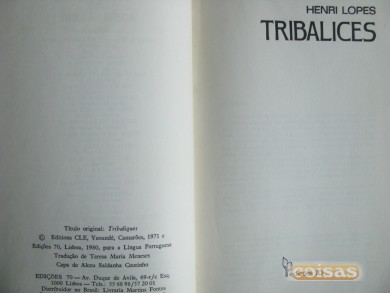 HENRI LOPES
TRIBALICES
Título original: Tribaliques
© Editions CLE, Yaoundé, Camarões, 1971 e
Edições 70, Lisboa, 1980, para a Língua Portuguesa
Tradução de Teresa Maria Meneses
Capa de Alceu Saldanha Coutinho
EDIÇÕES 70 — Av. Duque de Ávila, 69-r/c Esq.
1000 Lisboa — Tels. 55 68 98 / 57 20 01
Distribuidor no Brasil: Livraria Martins Fontes
coisas